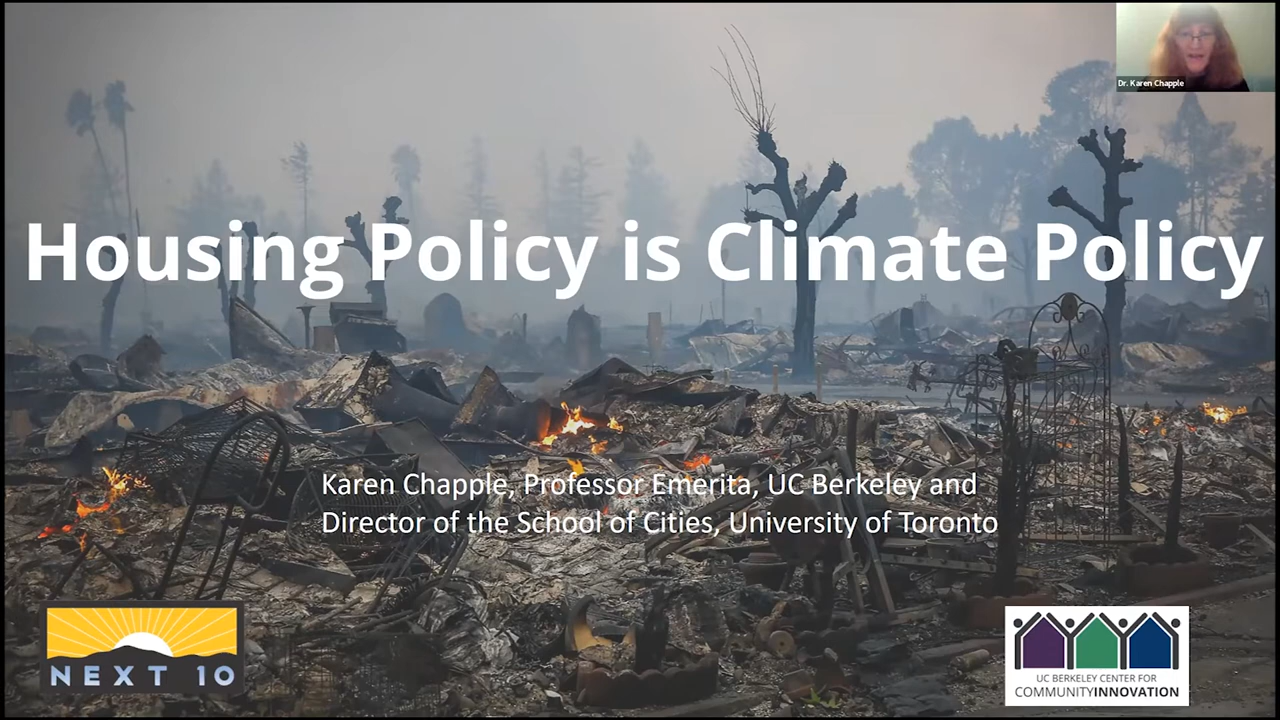 Dr. Karen Chapple
Housing Policy is Climate Policy
Karen Chapple, Professor Emerita, UC Berkeley and
Director of the School of Cities, University of Toronto
NEXT 10
UC BERKELEY CENTER FOR
COMMUNITYINNOVATION